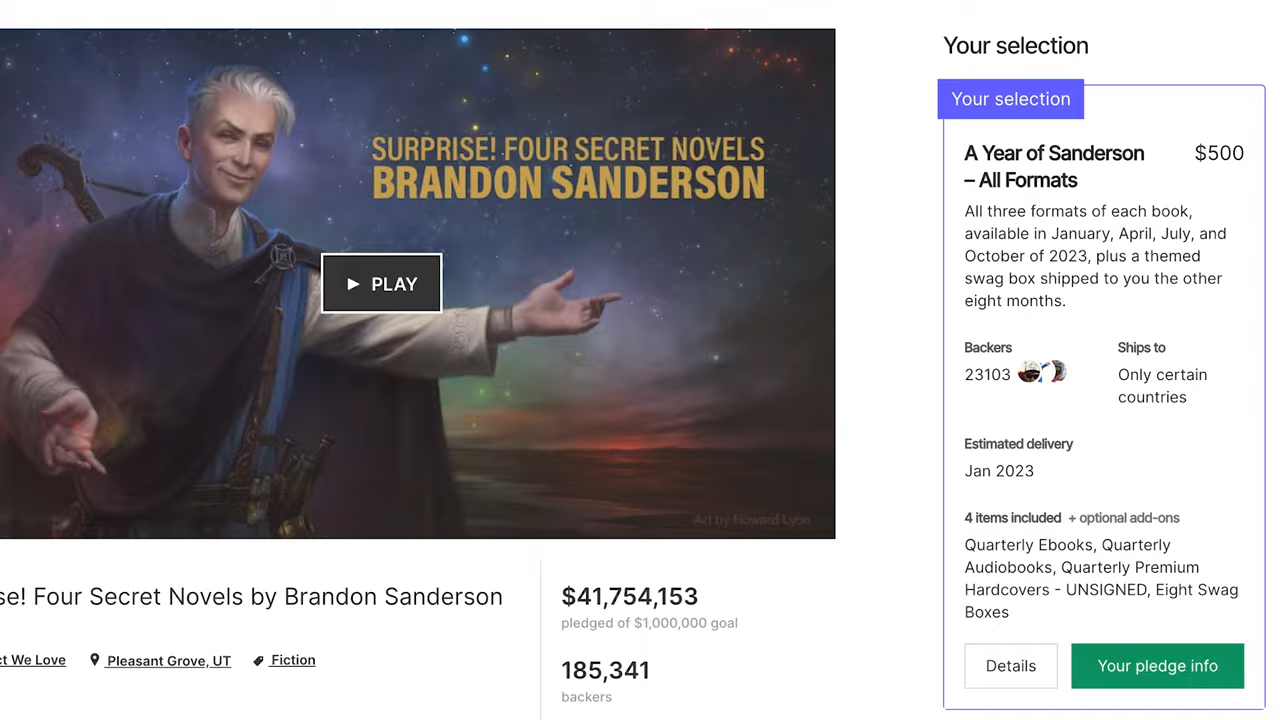 SURPRISE! FOUR SECRET NOVELS
BRANDON SANDERSON
PLAY
Art by Howard Lyon
se! Four Secret Novels by Brandon Sanderson
ct We Love
Pleasant Grove, UT
Fiction
$41,754,153
pledged of $1,000,000 goal
185,341
backers
Your selection
Your selection
A Year of Sanderson
– All Formats
$500
All three formats of each book,
available in January, April, July, and
October of 2023, plus a themed
swag box shipped to you the other
eight months.
Backers
23103
Ships to
Only certain
countries
Estimated delivery
Jan 2023
4 items included + optional add-ons
Quarterly Ebooks, Quarterly
Audiobooks, Quarterly Premium
Hardcovers - UNSIGNED, Eight Swag
Boxes
Details
Your pledge info